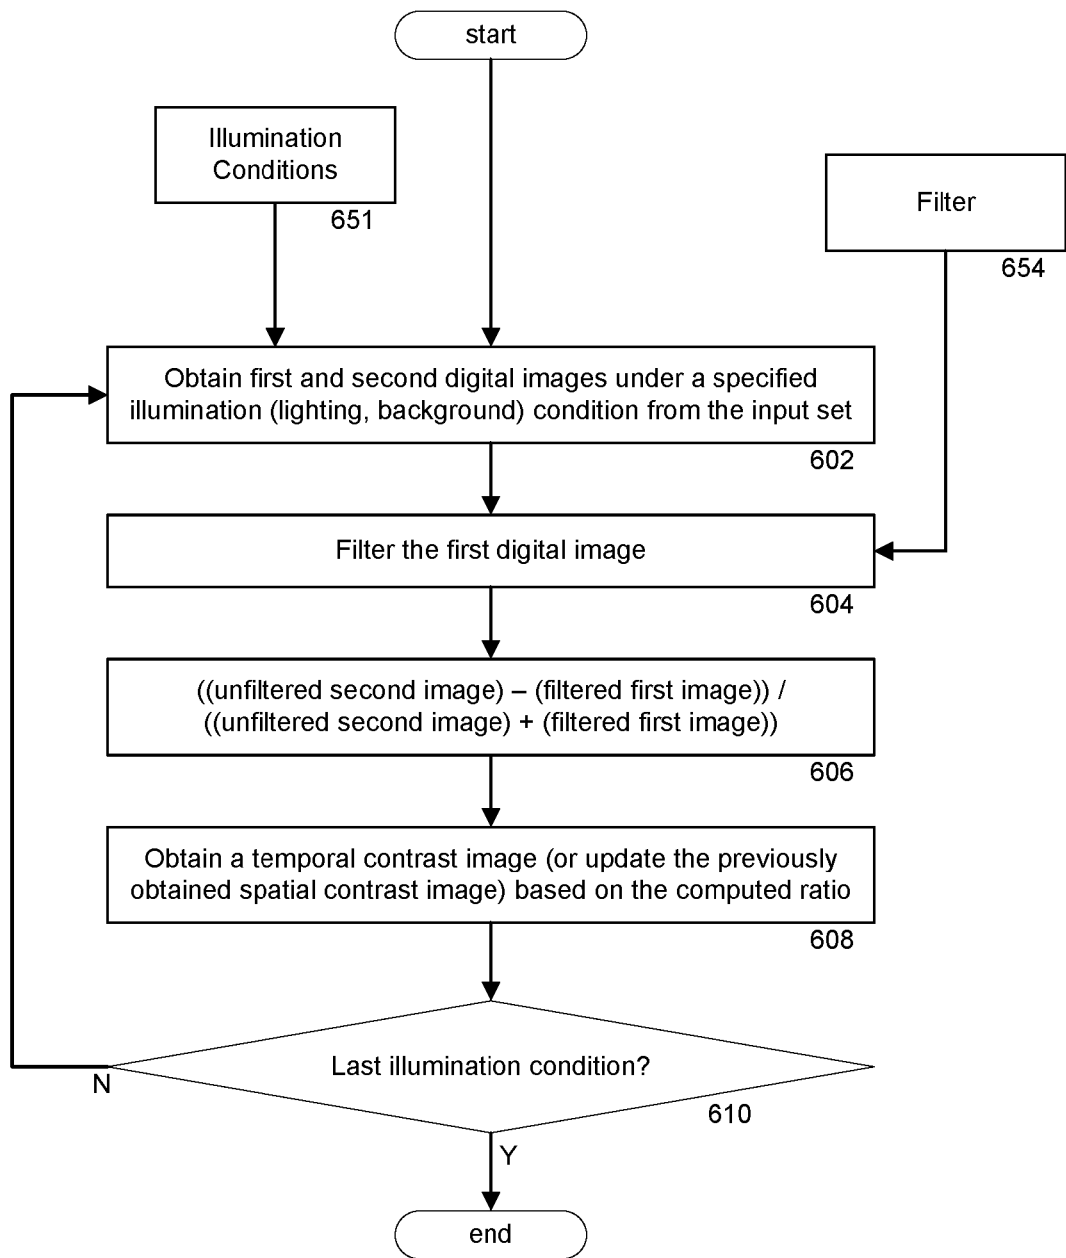 start
Illumination
Conditions
651
Filter
654
Obtain first and second digital images under a specified
illumination (lighting, background) condition from the input set
602
Filter the first digital image
604
((unfiltered second image) – (filtered first image)) /
((unfiltered second image) + (filtered first image))
606
Obtain a temporal contrast image (or update the previously
obtained spatial contrast image) based on the computed ratio
608
Last illumination condition?
N
610
Y
end